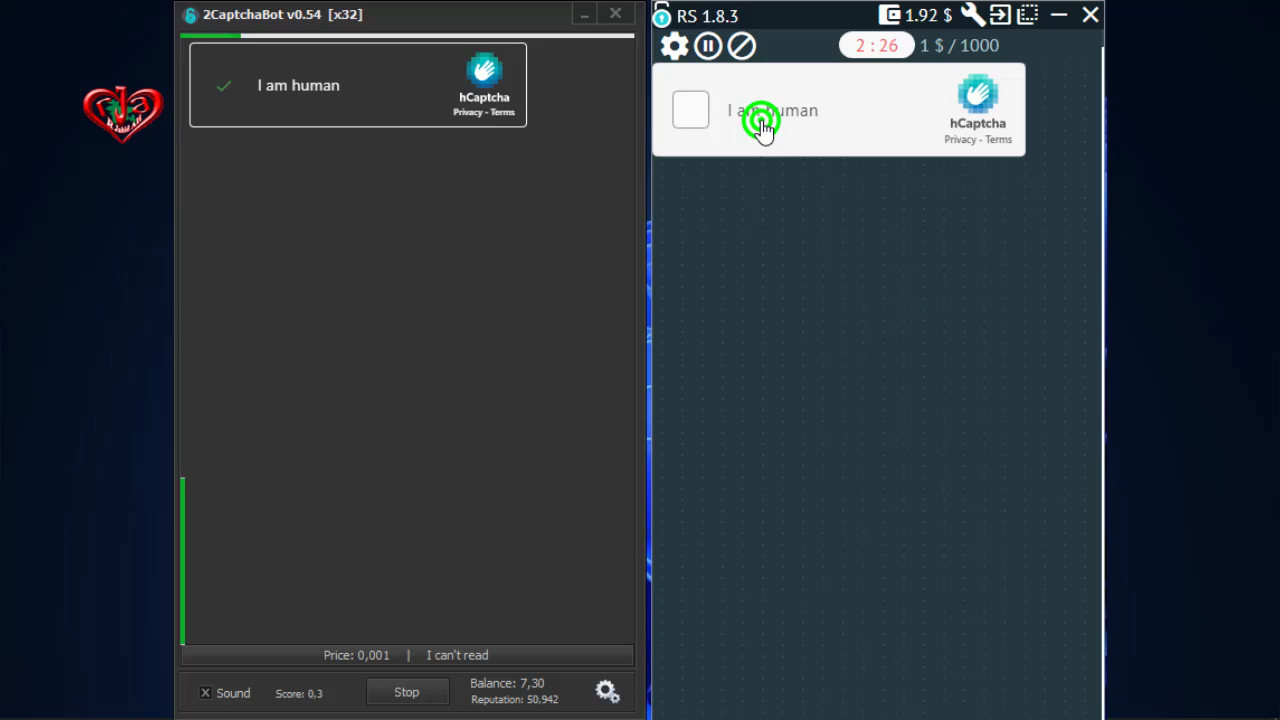 2CaptchaBot v0.54 [x32]
I am human
hCaptcha
Privacy - Terms
Price: 0,001 | I can't read
Sound
Score: 0,3
Stop
Balance: 7,30
Reputation: 50,942
RS 1.8.3
1.92 $
2 : 26
1 $ / 1000
I am human
hCaptcha
Privacy - Terms